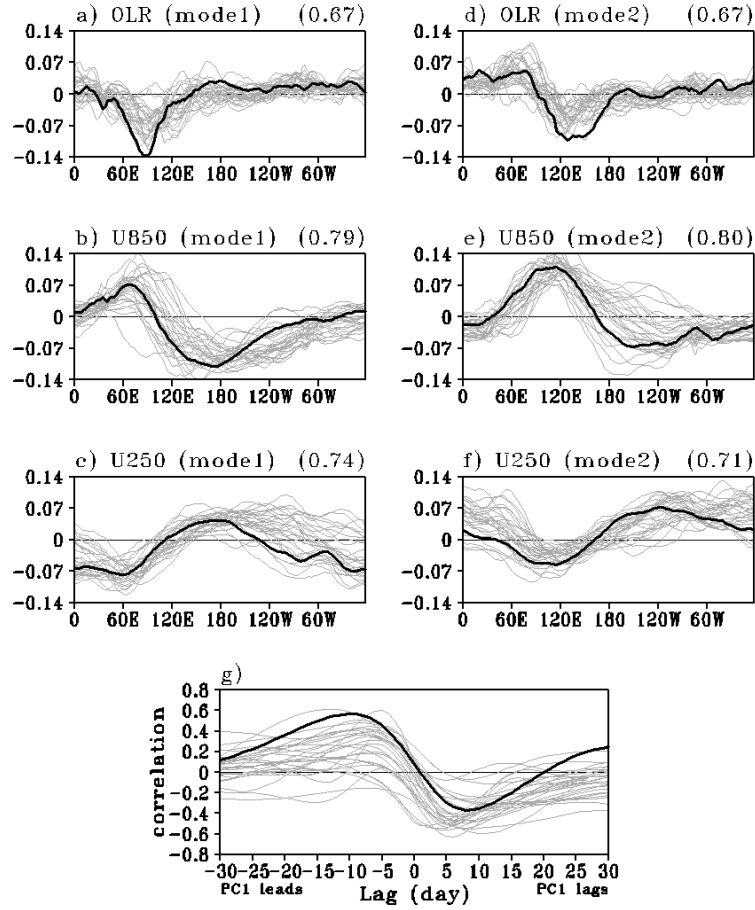 a) OLR (mode1) (0.67)
0.14
0.07
0
-0.07
-0.14
0 60E 120E 180 120W 60W
d) OLR (mode2) (0.67)
0.14
0.07
0
-0.07
-0.14
0 60E 120E 180 120W 60W
b) U850 (mode1) (0.79)
0.14
0.07
0
-0.07
-0.14
0 60E 120E 180 120W 60W
e) U850 (mode2) (0.80)
0.14
0.07
0
-0.07
-0.14
0 60E 120E 180 120W 60W
c) U250 (mode1) (0.74)
0.14
0.07
0
-0.07
-0.14
0 60E 120E 180 120W 60W
f) U250 (mode2) (0.71)
0.14
0.07
0
-0.07
-0.14
0 60E 120E 180 120W 60W
g)
correlation
0.8
0.6
0.4
0.2
0
-0.2
-0.4
-0.6
-0.8
-30 -25 -20 -15 -10 -5 0 5 10 15 20 25 30
PC1 leads Lag (day) PC1 lags